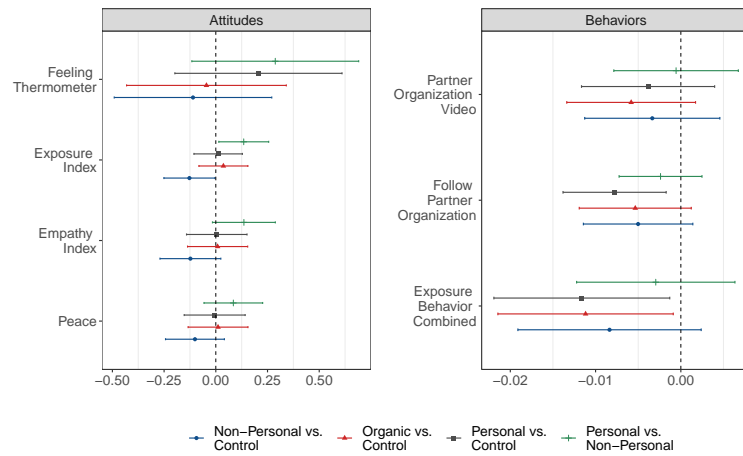 Attitudes
Behaviors
Feeling
Thermometer
Exposure
Index
Empathy
Index
Peace
−0.50
−0.25
0.00
0.25
0.50
Partner
Organization
Video
Follow
Partner
Organization
Exposure
Behavior
Combined
−0.02
−0.01
0.00
Non−Personal vs.
Control
Organic vs.
Control
Personal vs.
Control
Personal vs.
Non−Personal